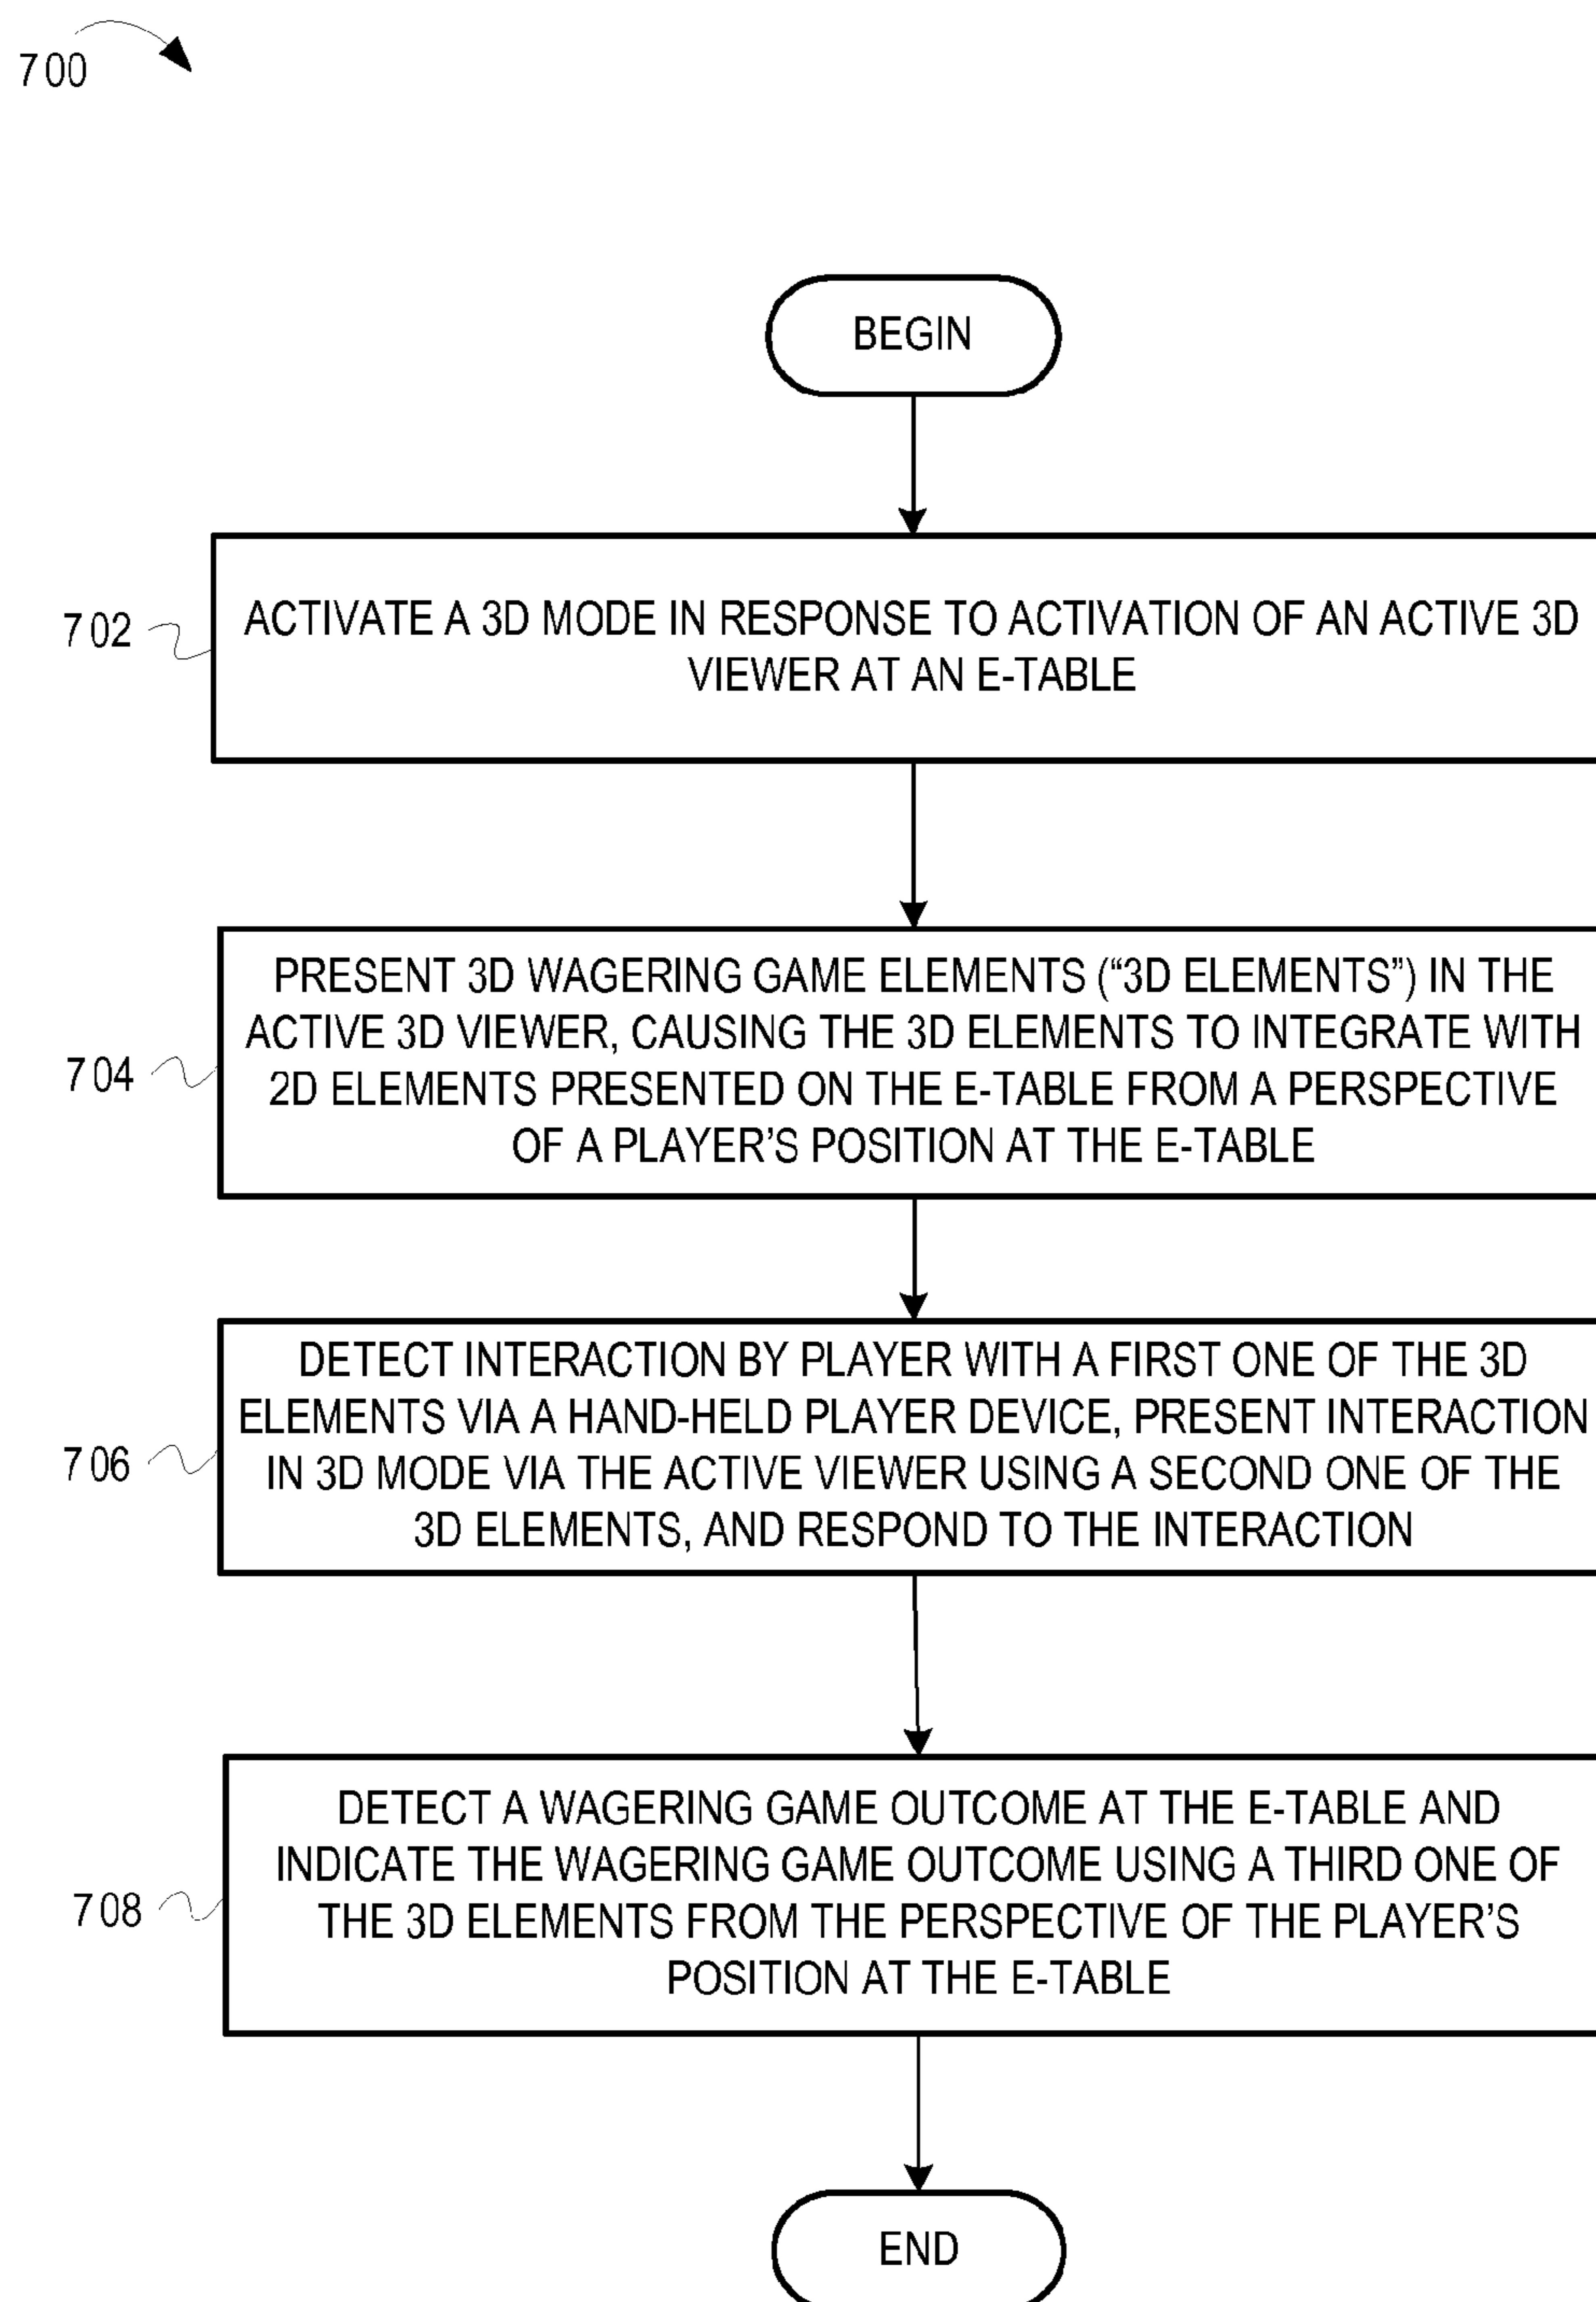 700
BEGIN
702
ACTIVATE A 3D MODE IN RESPONSE TO ACTIVATION OF AN ACTIVE 3D
VIEWER AT AN E-TABLE
PRESENT 3D WAGERING GAME ELEMENTS (“3D ELEMENTS”) IN THE
ACTIVE 3D VIEWER, CAUSING THE 3D ELEMENTS TO INTEGRATE WITH
704
2D ELEMENTS PRESENTED ON THE E-TABLE FROM A PERSPECTIVE
OF A PLAYER’S POSITION AT THE E-TABLE
DETECT INTERACTION BY PLAYER WITH A FIRST ONE OF THE 3D
ELEMENTS VIA A HAND-HELD PLAYER DEVICE, PRESENT INTERACTION
706
IN 3D MODE VIA THE ACTIVE VIEWER USING A SECOND ONE OF THE
3D ELEMENTS, AND RESPOND TO THE INTERACTION
DETECT A WAGERING GAME OUTCOME AT THE E-TABLE AND
INDICATE THE WAGERING GAME OUTCOME USING A THIRD ONE OF
708
THE 3D ELEMENTS FROM THE PERSPECTIVE OF THE PLAYER’S
POSITION AT THE E-TABLE
END